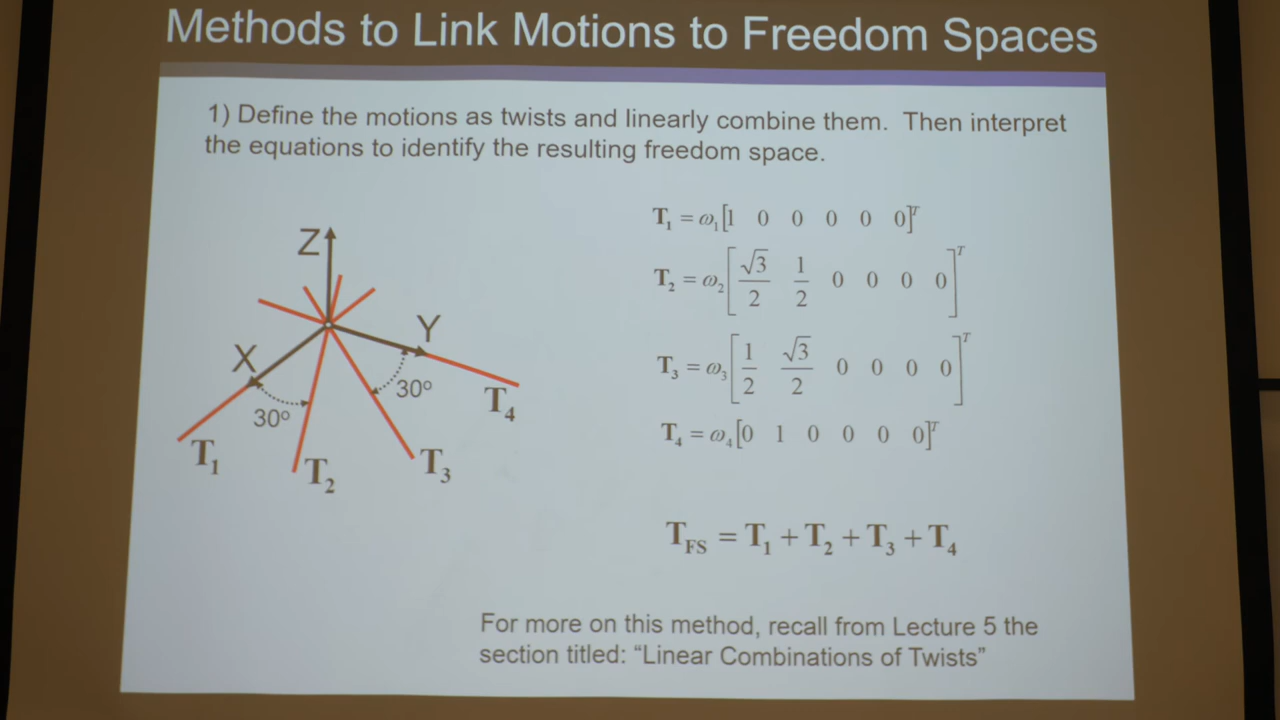 Methods to Link Motions to Freedom Spaces
1) Define the motions as twists and linearly combine them. Then interpret
the equations to identify the resulting freedom space.
Z
Y
X
30º
30º
T₁
T₂
T₃
T₄
T₁ = ω₁[1 0 0 0 0 0]ᵀ
T₂ = ω₂[√3/2 1/2 0 0 0 0]ᵀ
T₃ = ω₃[1/2 √3/2 0 0 0 0]ᵀ
T₄ = ω₄[0 1 0 0 0 0]ᵀ
T_FS = T₁ + T₂ + T₃ + T₄
For more on this method, recall from Lecture 5 the
section titled: “Linear Combinations of Twists”